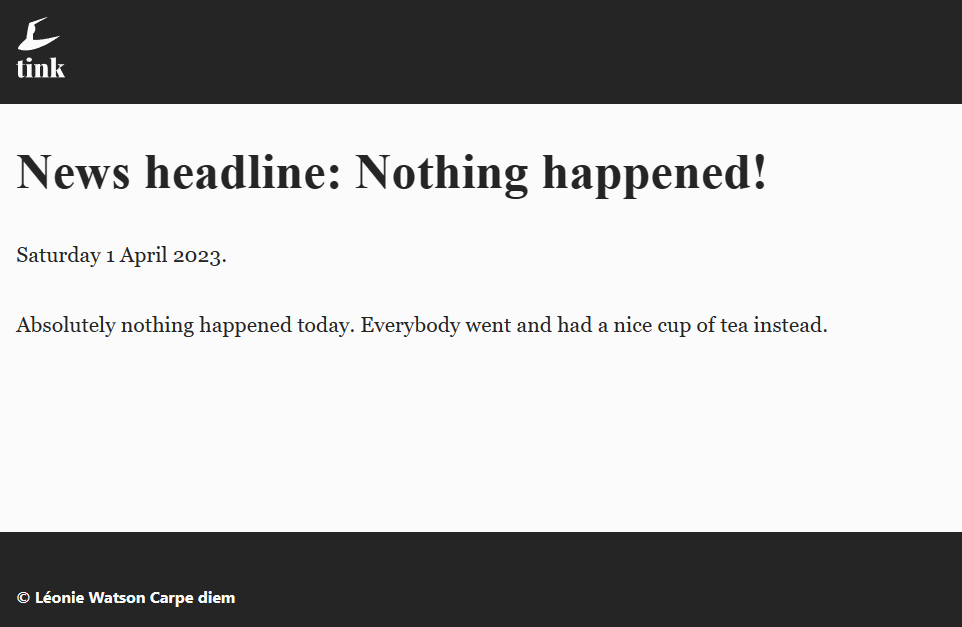 tink
News headline: Nothing happened!
Saturday 1 April 2023.
Absolutely nothing happened today. Everybody went and had a nice cup of tea instead.
© Léonie Watson Carpe diem